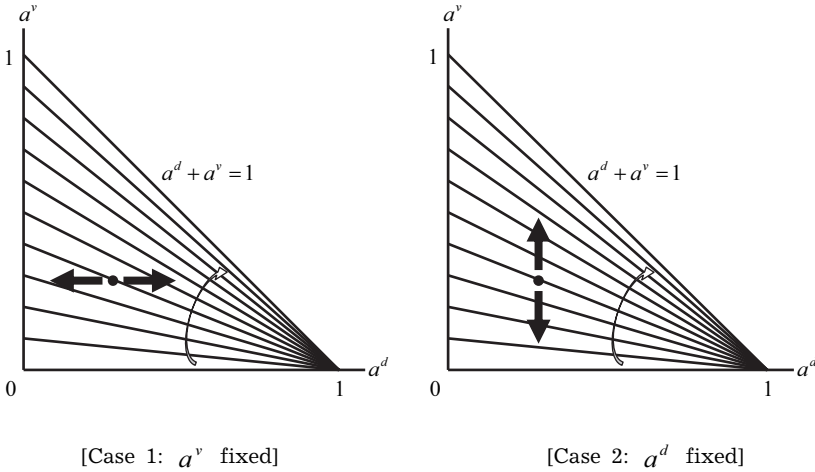 a^v
1
a^d + a^v = 1
0
1
a^d
[Case 1: a^v fixed]
a^v
1
a^d + a^v = 1
0
1
a^d
[Case 2: a^d fixed]